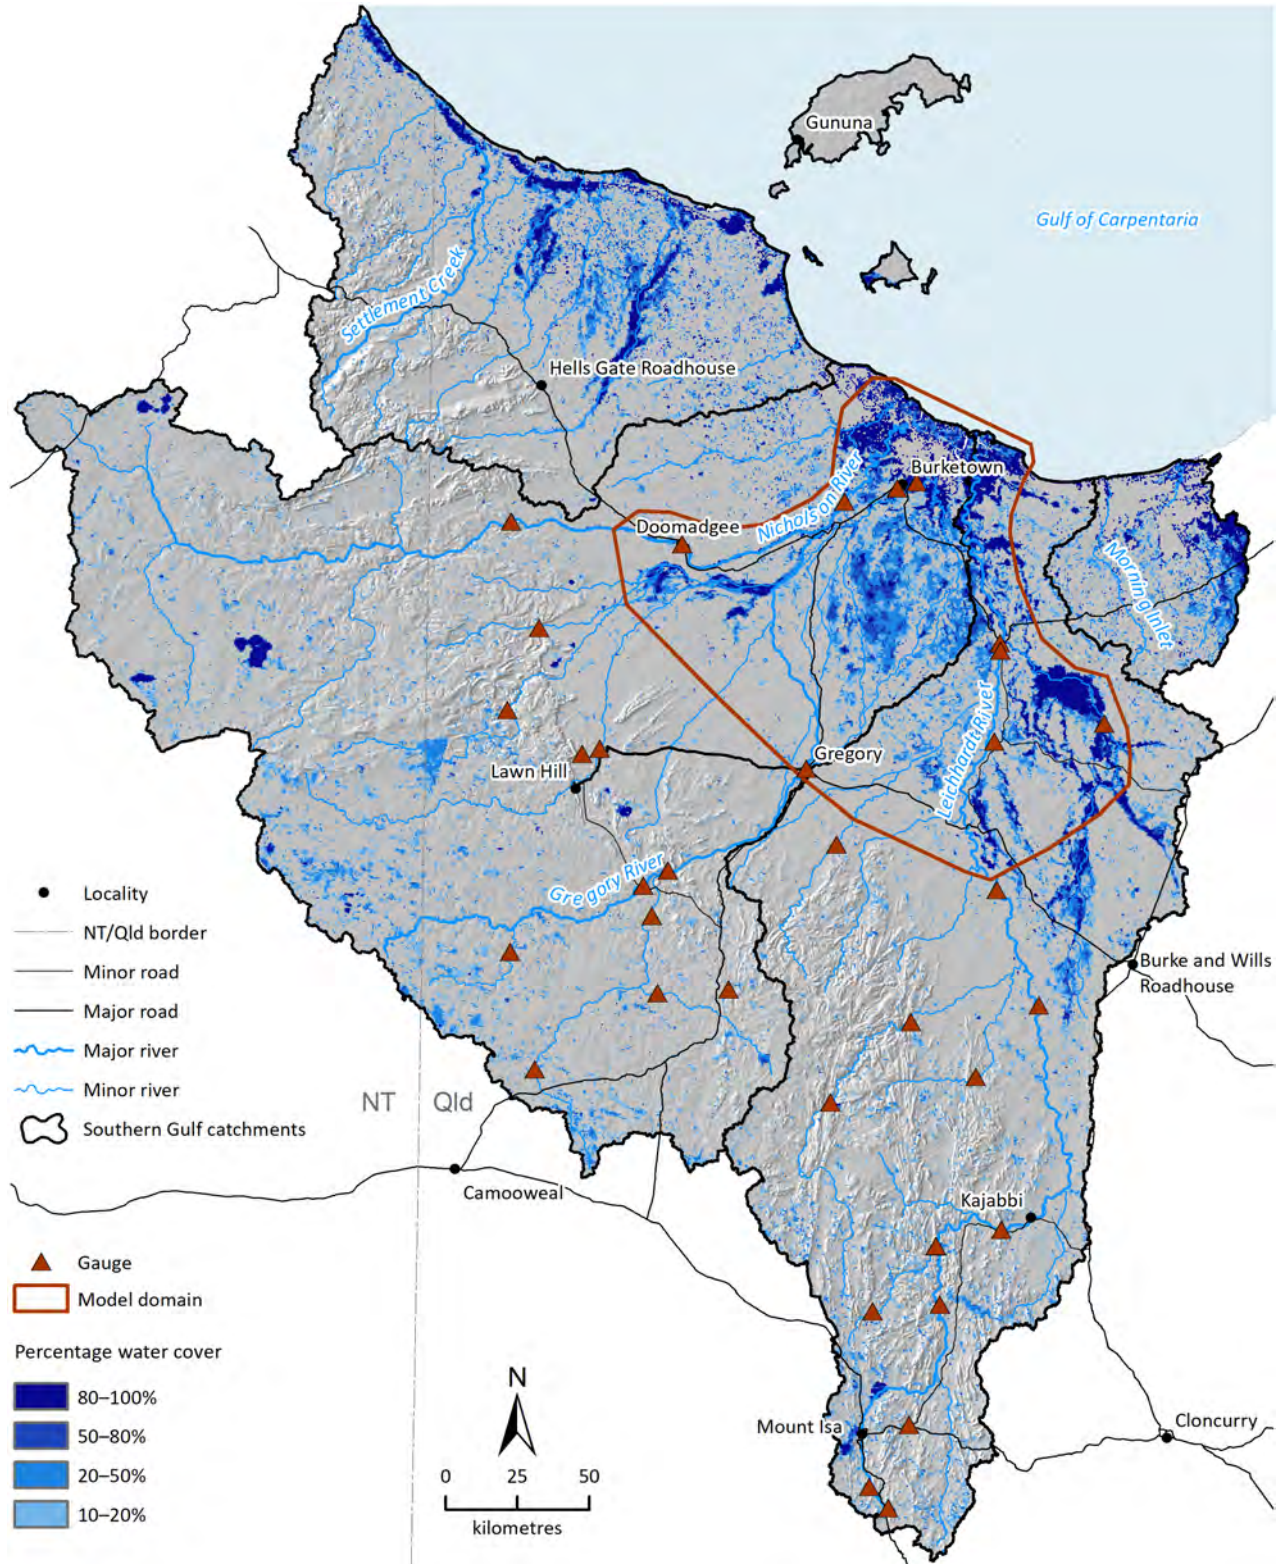 Gununa
Gulf of Carpentaria
Settlement Creek
Hells Gate Roadhouse
Burketown
Nicholson River
Doomadgee
Morning Inlet
Leichhardt River
Gregory
Lawn Hill
Gregory River
Locality
NT/Qld border
Minor road
Major road
Major river
Minor river
Southern Gulf catchments
Burke and Wills
Roadhouse
NT Qld
Camooweal
Kajabbi
Gauge
Model domain
Percentage water cover
80–100%
50–80%
20–50%
10–20%
N
0 25 50
kilometres
Mount Isa
Cloncurry